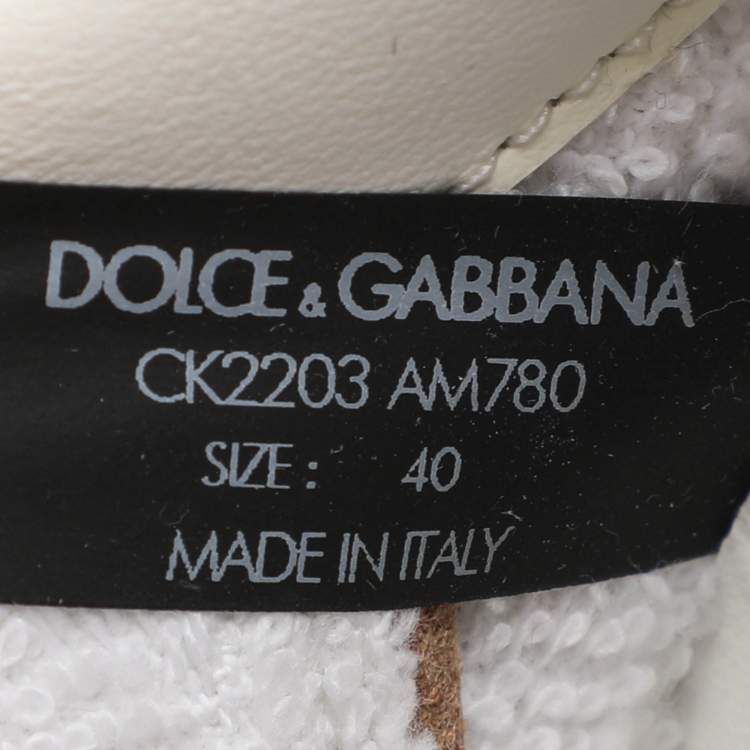 DOLCE & GABBANA
CK2203 AM780
SIZE: 40
MADE IN ITALY